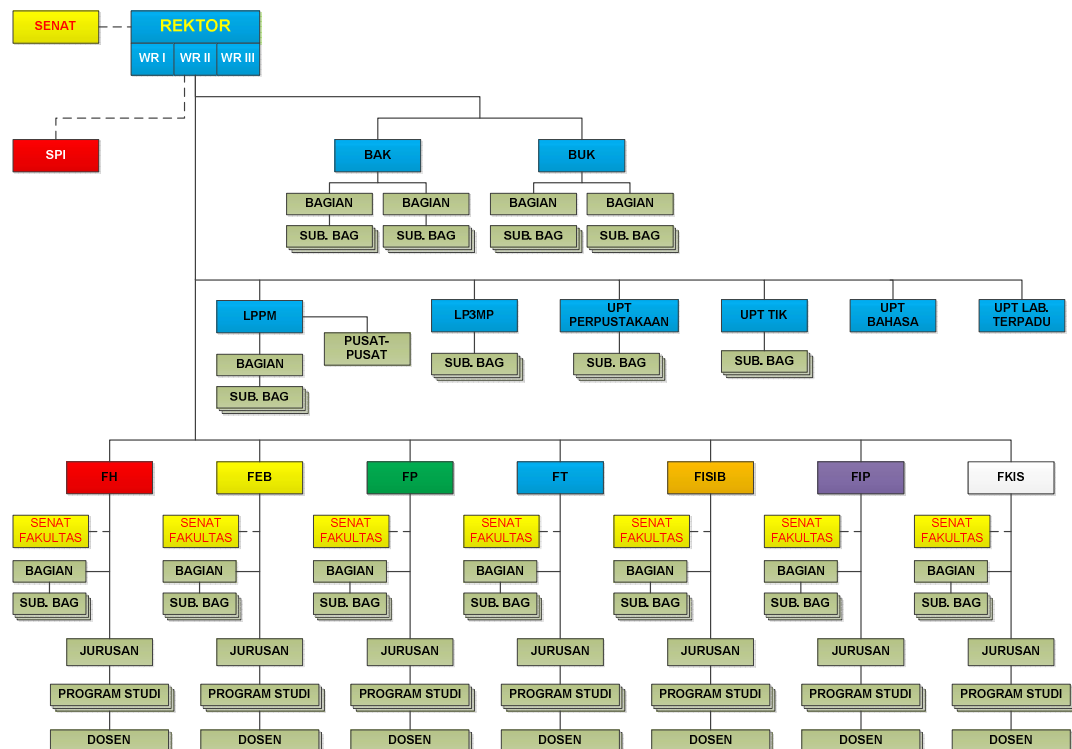 SENAT
REKTOR
WR I
WR II
WR III
SPI
BAK
BUK
BAGIAN
BAGIAN
BAGIAN
BAGIAN
SUB. BAG
SUB. BAG
SUB. BAG
SUB. BAG
LPPM
LP3MP
UPT
PERPUSTAKAAN
UPT TIK
UPT
BAHASA
UPT LAB.
TERPADU
PUSAT-
PUSAT
BAGIAN
SUB. BAG
SUB. BAG
SUB. BAG
SUB. BAG
FH
FEB
FP
FT
FISIB
FIP
FKIS
SENAT
FAKULTAS
SENAT
FAKULTAS
SENAT
FAKULTAS
SENAT
FAKULTAS
SENAT
FAKULTAS
SENAT
FAKULTAS
SENAT
FAKULTAS
BAGIAN
BAGIAN
BAGIAN
BAGIAN
BAGIAN
BAGIAN
BAGIAN
SUB. BAG
SUB. BAG
SUB. BAG
SUB. BAG
SUB. BAG
SUB. BAG
SUB. BAG
JURUSAN
JURUSAN
JURUSAN
JURUSAN
JURUSAN
JURUSAN
JURUSAN
PROGRAM STUDI
PROGRAM STUDI
PROGRAM STUDI
PROGRAM STUDI
PROGRAM STUDI
PROGRAM STUDI
PROGRAM STUDI
DOSEN
DOSEN
DOSEN
DOSEN
DOSEN
DOSEN
DOSEN